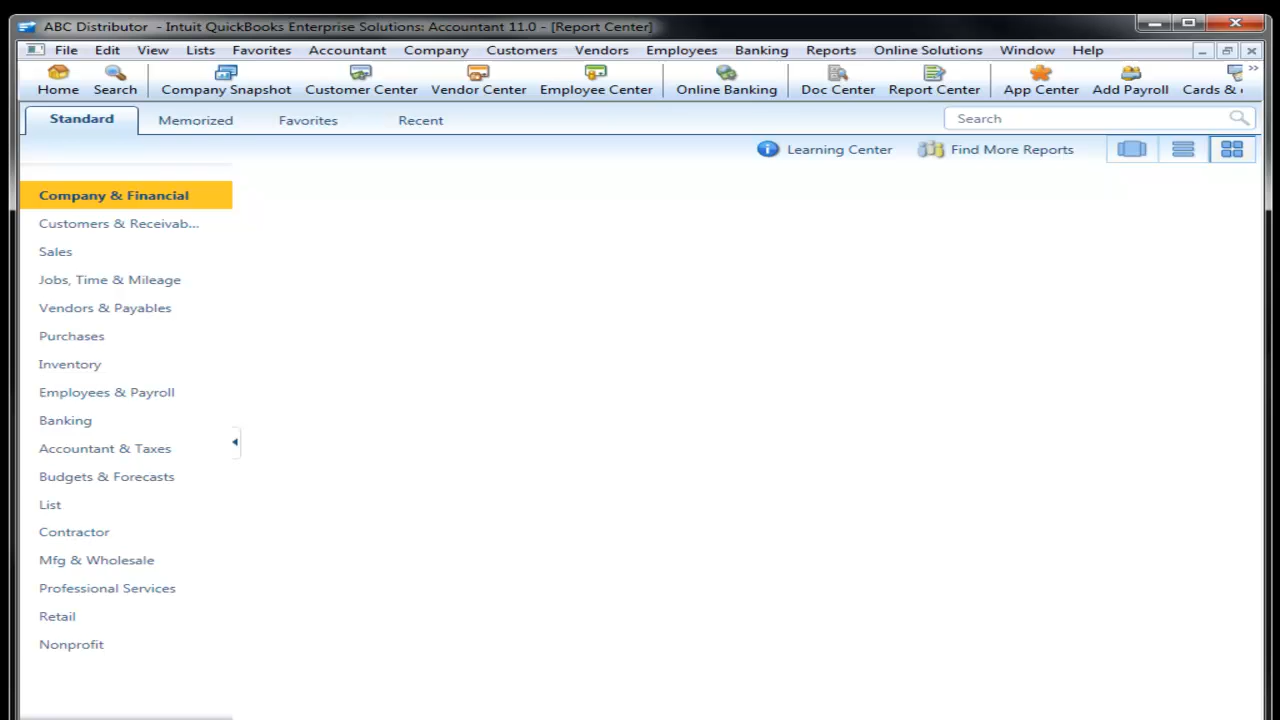 ABC Distributor - Intuit QuickBooks Enterprise Solutions: Accountant 11.0 - [Report Center]
File Edit View Lists Favorites Accountant Company Customers Vendors Employees Banking Reports Online Solutions Window Help
Home Search Company Snapshot Customer Center Vendor Center Employee Center Online Banking Doc Center Report Center App Center Add Payroll Cards &
Standard Memorized Favorites Recent Search
Learning Center Find More Reports
Company & Financial
Customers & Receivab...
Sales
Jobs, Time & Mileage
Vendors & Payables
Purchases
Inventory
Employees & Payroll
Banking
Accountant & Taxes
Budgets & Forecasts
List
Contractor
Mfg & Wholesale
Professional Services
Retail
Nonprofit